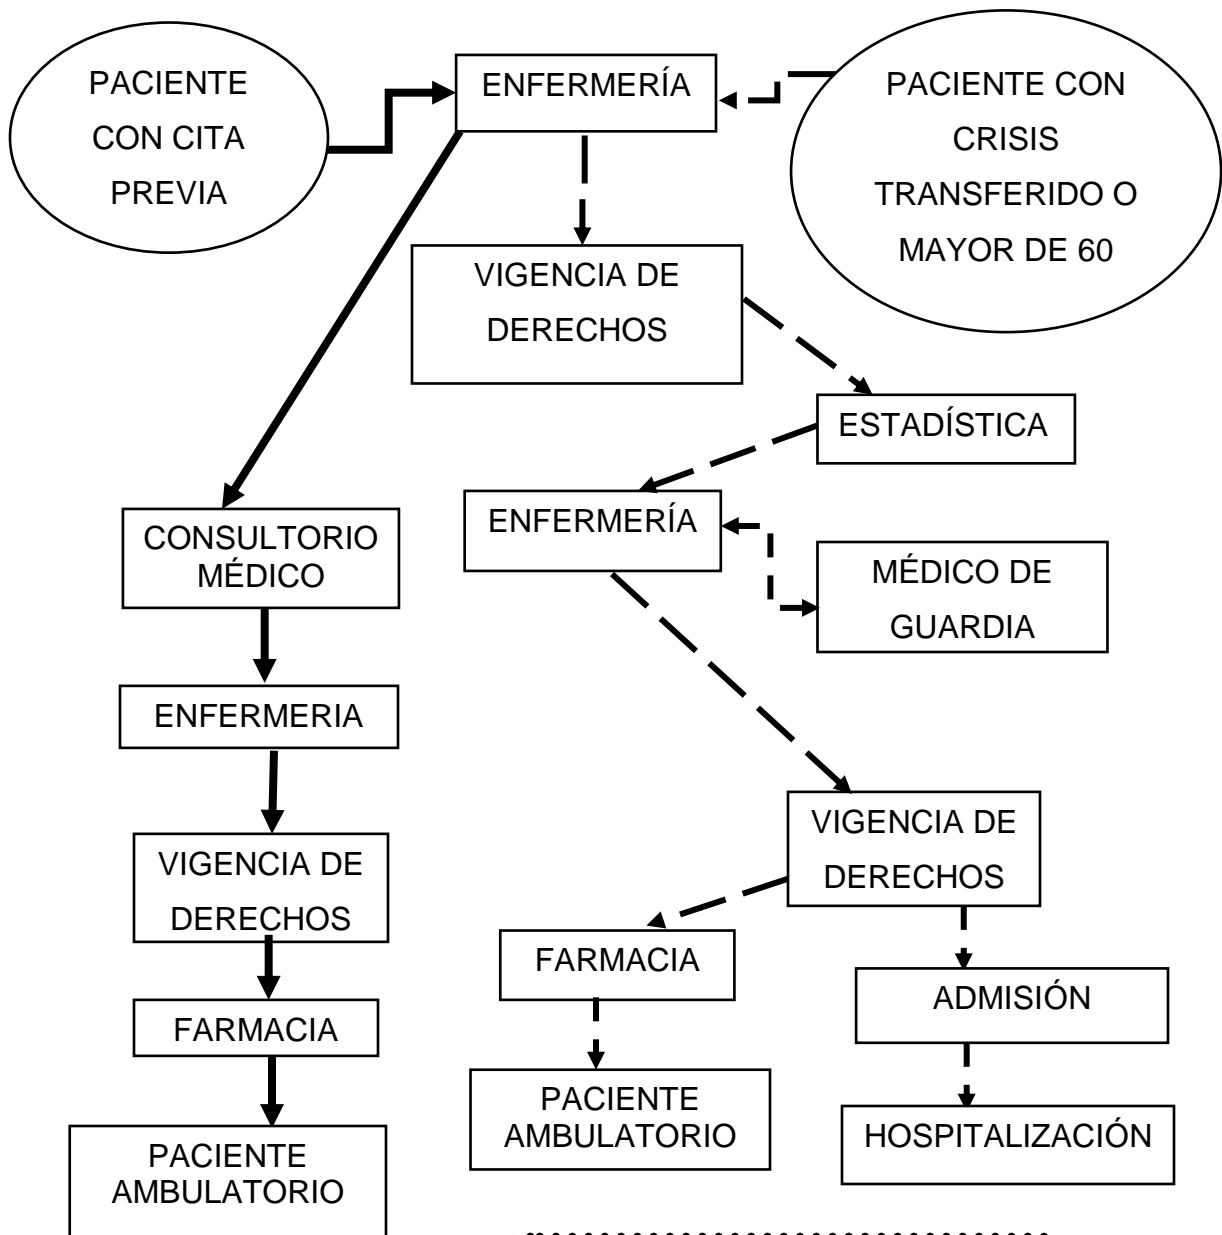 PACIENTE
CON CITA
PREVIA
ENFERMERÍA
PACIENTE CON
CRISIS
TRANSFERIDO O
MAYOR DE 60
VIGENCIA DE
DERECHOS
ESTADÍSTICA
ENFERMERÍA
MÉDICO DE
GUARDIA
CONSULTORIO
MÉDICO
ENFERMERIA
VIGENCIA DE
DERECHOS
VIGENCIA DE
DERECHOS
FARMACIA
ADMISIÓN
FARMACIA
PACIENTE
AMBULATORIO
HOSPITALIZACIÓN
PACIENTE
AMBULATORIO